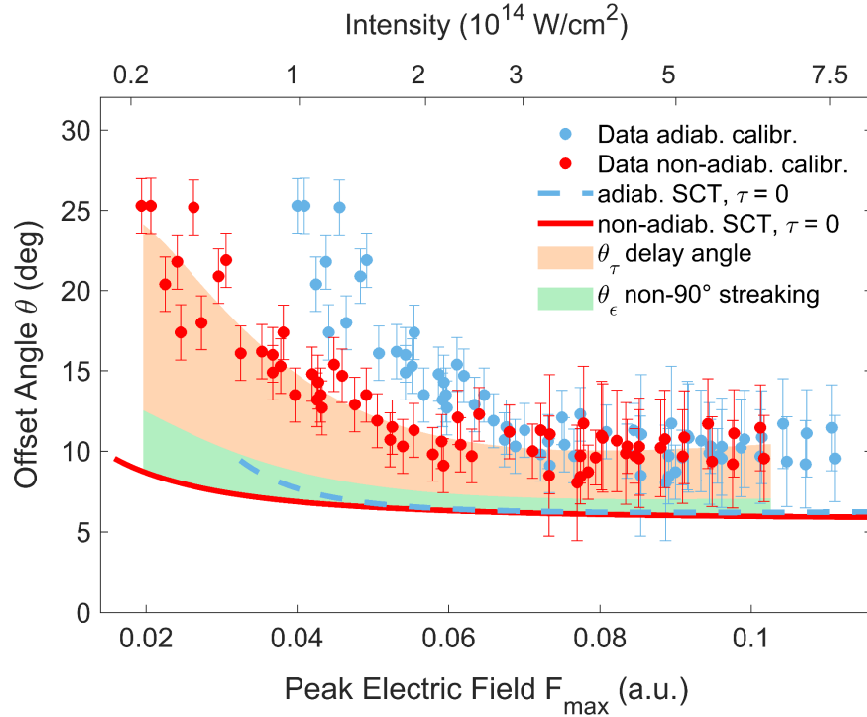 Intensity (10^14 W/cm^2)
0.2 1 2 3 5 7.5
30
25
20
15
10
5
0
Offset Angle θ (deg)
Data adiab. calibr.
Data non-adiab. calibr.
adiab. SCT, τ = 0
non-adiab. SCT, τ = 0
θ_τ delay angle
θ_ϵ non-90° streaking
0.02 0.04 0.06 0.08 0.1
Peak Electric Field F_max (a.u.)